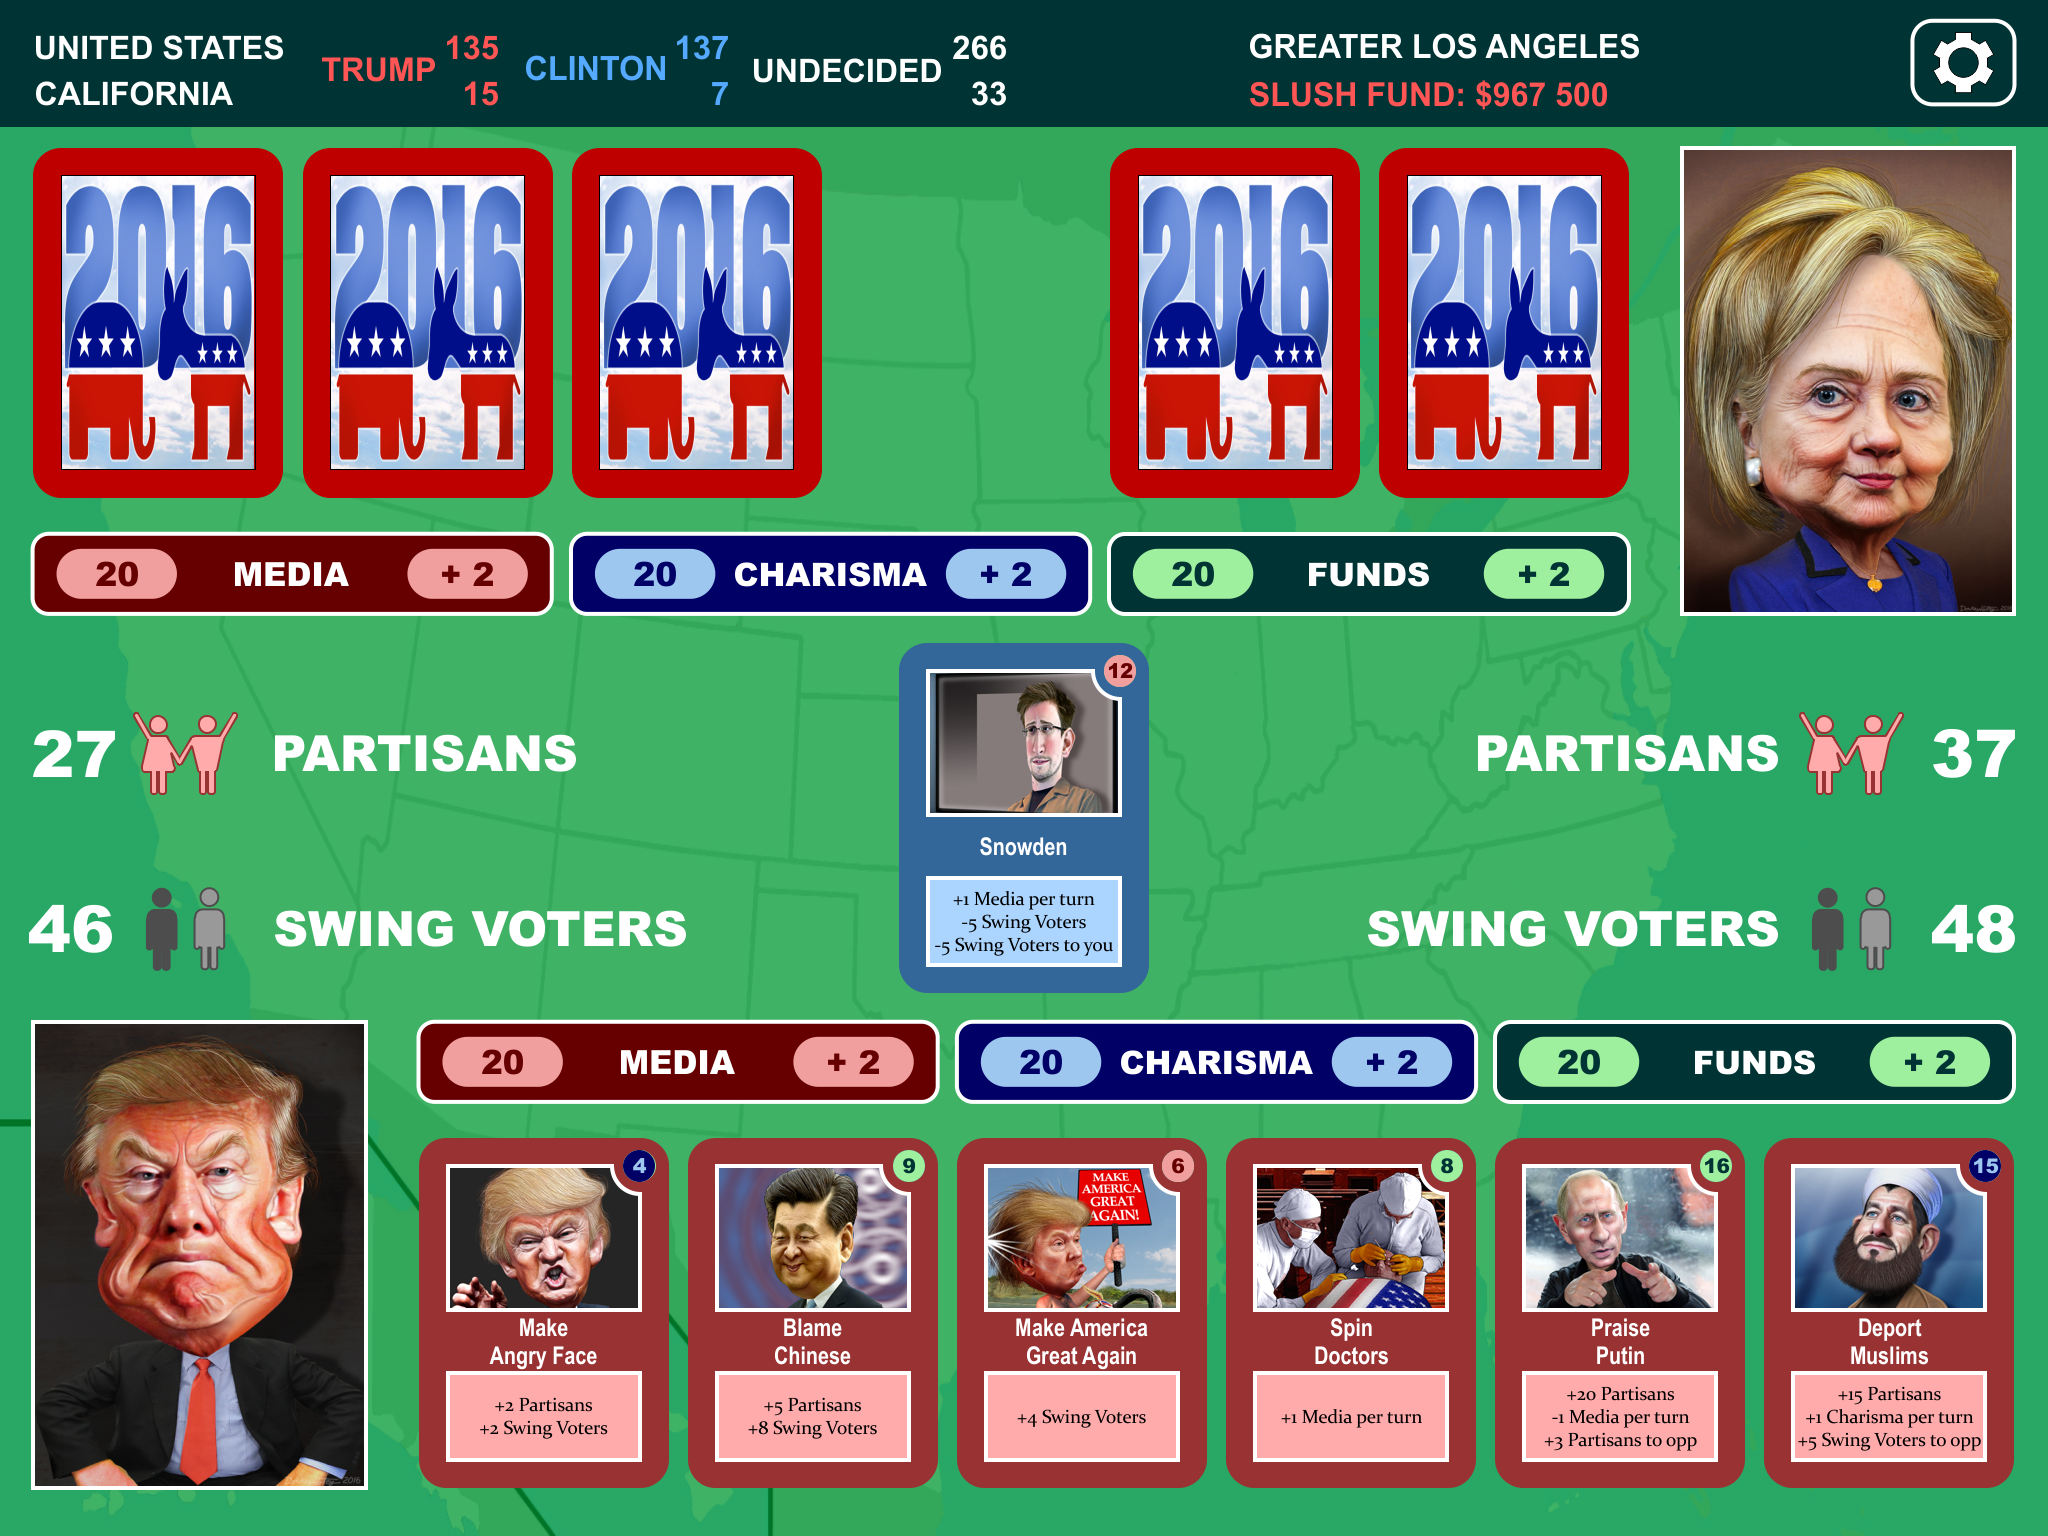 UNITED STATES
CALIFORNIA
TRUMP
135
15
CLINTON
137
7
UNDECIDED
266
33
GREATER LOS ANGELES
SLUSH FUND: $967 500
2016
2016
2016
2016
2016
20 MEDIA + 2
20 CHARISMA + 2
20 FUNDS + 2
27 PARTISANS
46 SWING VOTERS
12
Snowden
+1 Media per turn
-5 Swing Voters
-5 Swing Voters to you
PARTISANS 37
SWING VOTERS 48
20 MEDIA + 2
20 CHARISMA + 2
20 FUNDS + 2
4
Make
Angry Face
+2 Partisans
+2 Swing Voters
9
Blame
Chinese
+5 Partisans
+8 Swing Voters
6
MAKE
AMERICA
GREAT
AGAIN!
Make America
Great Again
+4 Swing Voters
8
Spin
Doctors
+1 Media per turn
16
Praise
Putin
+20 Partisans
-1 Media per turn
+3 Partisans to opp
15
Deport
Muslims
+15 Partisans
+1 Charisma per turn
+5 Swing Voters to opp